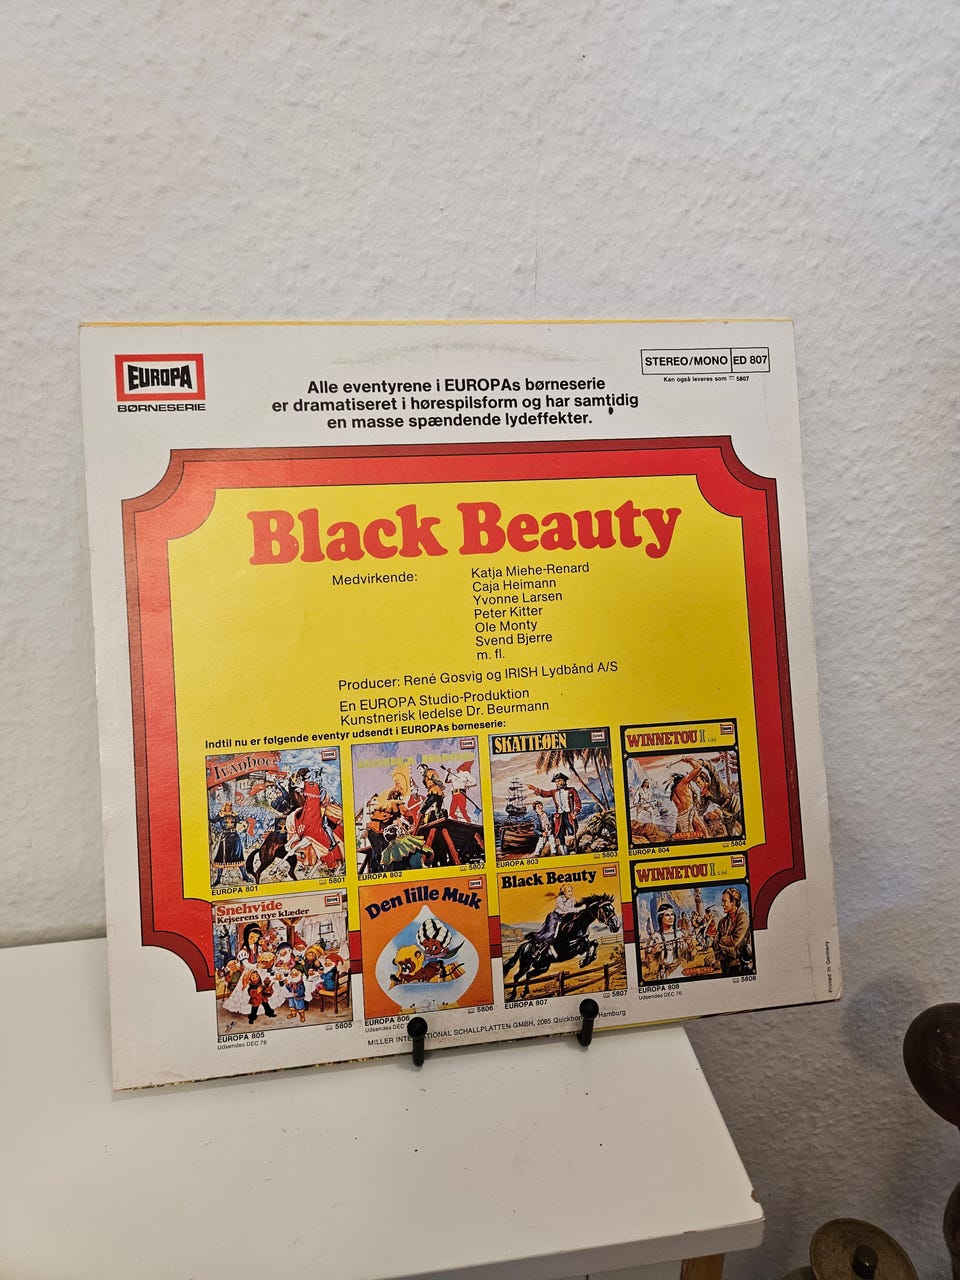 EUROPA
BØRNESERIE
Alle eventyrene i EUROPAs børneserie
er dramatiseret i hørespilsform og har samtidig
en masse spændende lydeffekter.
STEREO/MONO ED 807
Kan også leveres som 5807
Black Beauty
Medvirkende:
Katja Miehe-Renard
Caja Heimann
Yvonne Larsen
Peter Kitter
Ole Monty
Svend Bjerre
m. fl.
Producer: René Gosvig og IRISH Lydbånd A/S
En EUROPA Studio-Produktion
Kunstnerisk ledelse Dr. Beurmann
Indtil nu er følgende eventyr udsendt i EUROPAs børneserie:
Ivanhoe
SKATTEØEN
WINNETOU I
EUROPA 801 5801
EUROPA 802 5802
EUROPA 803 5803
EUROPA 804 5804
Snehvide
Kejserens nye klæder
Den lille Muk
Black Beauty
WINNETOU I
KARL MAY
EUROPA 805 5805
Udsendes DEC 76
EUROPA 806 5806
Udsendes DEC
EUROPA 807 5807
EUROPA 808 5808
Udsendes DEC 76
MILLER INTERNATIONAL SCHALLPLATTEN GMBH, 2085 Quickborn Hamburg
Printed in Germany